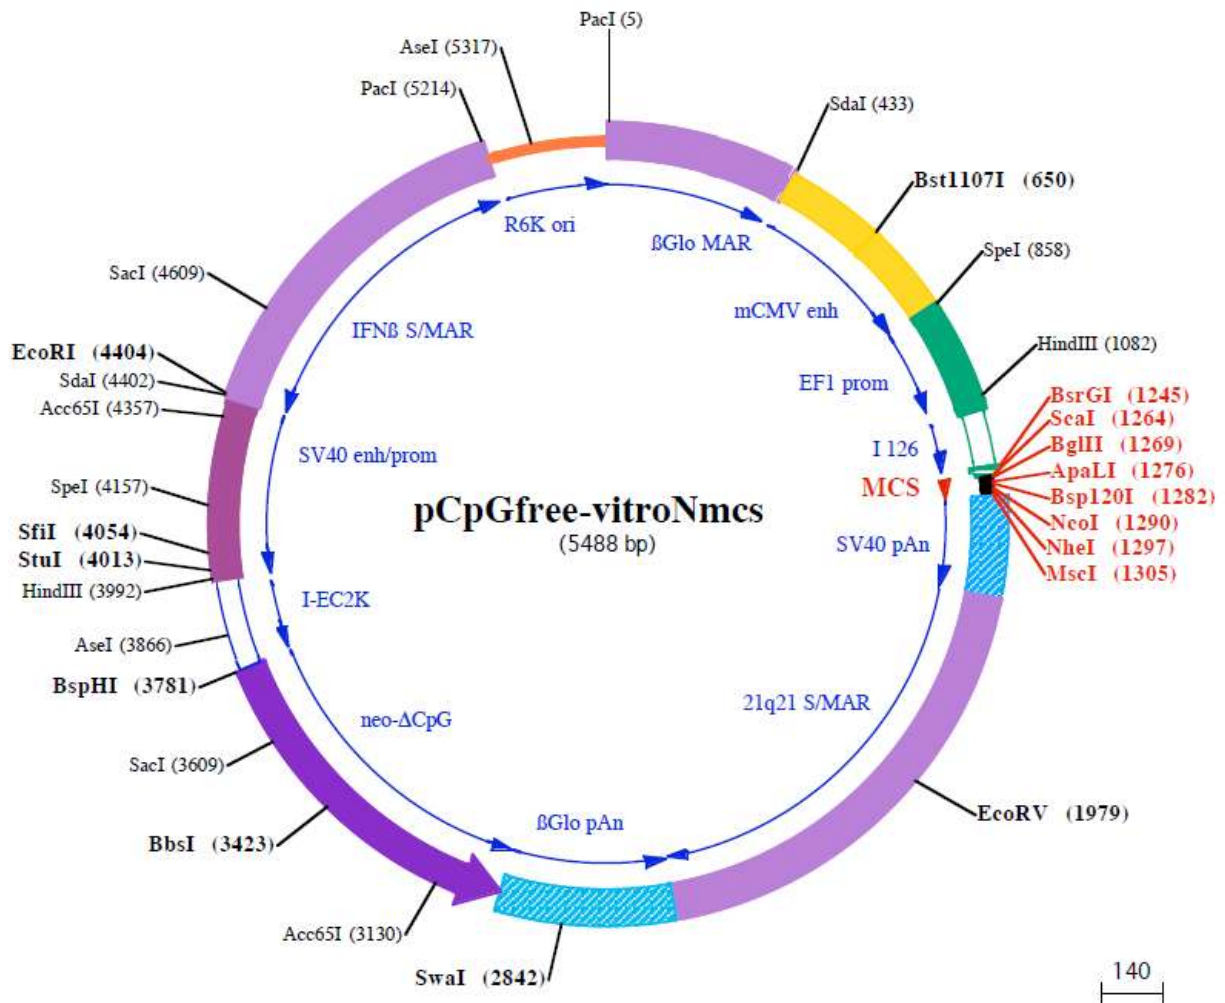 PacI (5)
AseI (5317)
PacI (5214)
SdaI (433)
Bst1107I (650)
R6K ori
ßGlo MAR
SpeI (858)
SacI (4609)
mCMV enh
IFNß S/MAR
HindIII (1082)
EcoRI (4404)
SdaI (4402)
EF1 prom
Acc65I (4357)
BsrGI (1245)
ScaI (1264)
I 126
BglII (1269)
SV40 enh/prom
ApaLI (1276)
SpeI (4157)
MCS
Bsp120I (1282)
pCpGfree-vitroNmcs
NcoI (1290)
SfiI (4054)
(5488 bp)
SV40 pAn
NheI (1297)
StuI (4013)
MscI (1305)
HindIII (3992)
I-EC2K
AseI (3866)
BspHI (3781)
21q21 S/MAR
neo-ΔCpG
SacI (3609)
EcoRV (1979)
ßGlo pAn
BbsI (3423)
Acc65I (3130)
SwaI (2842)
140